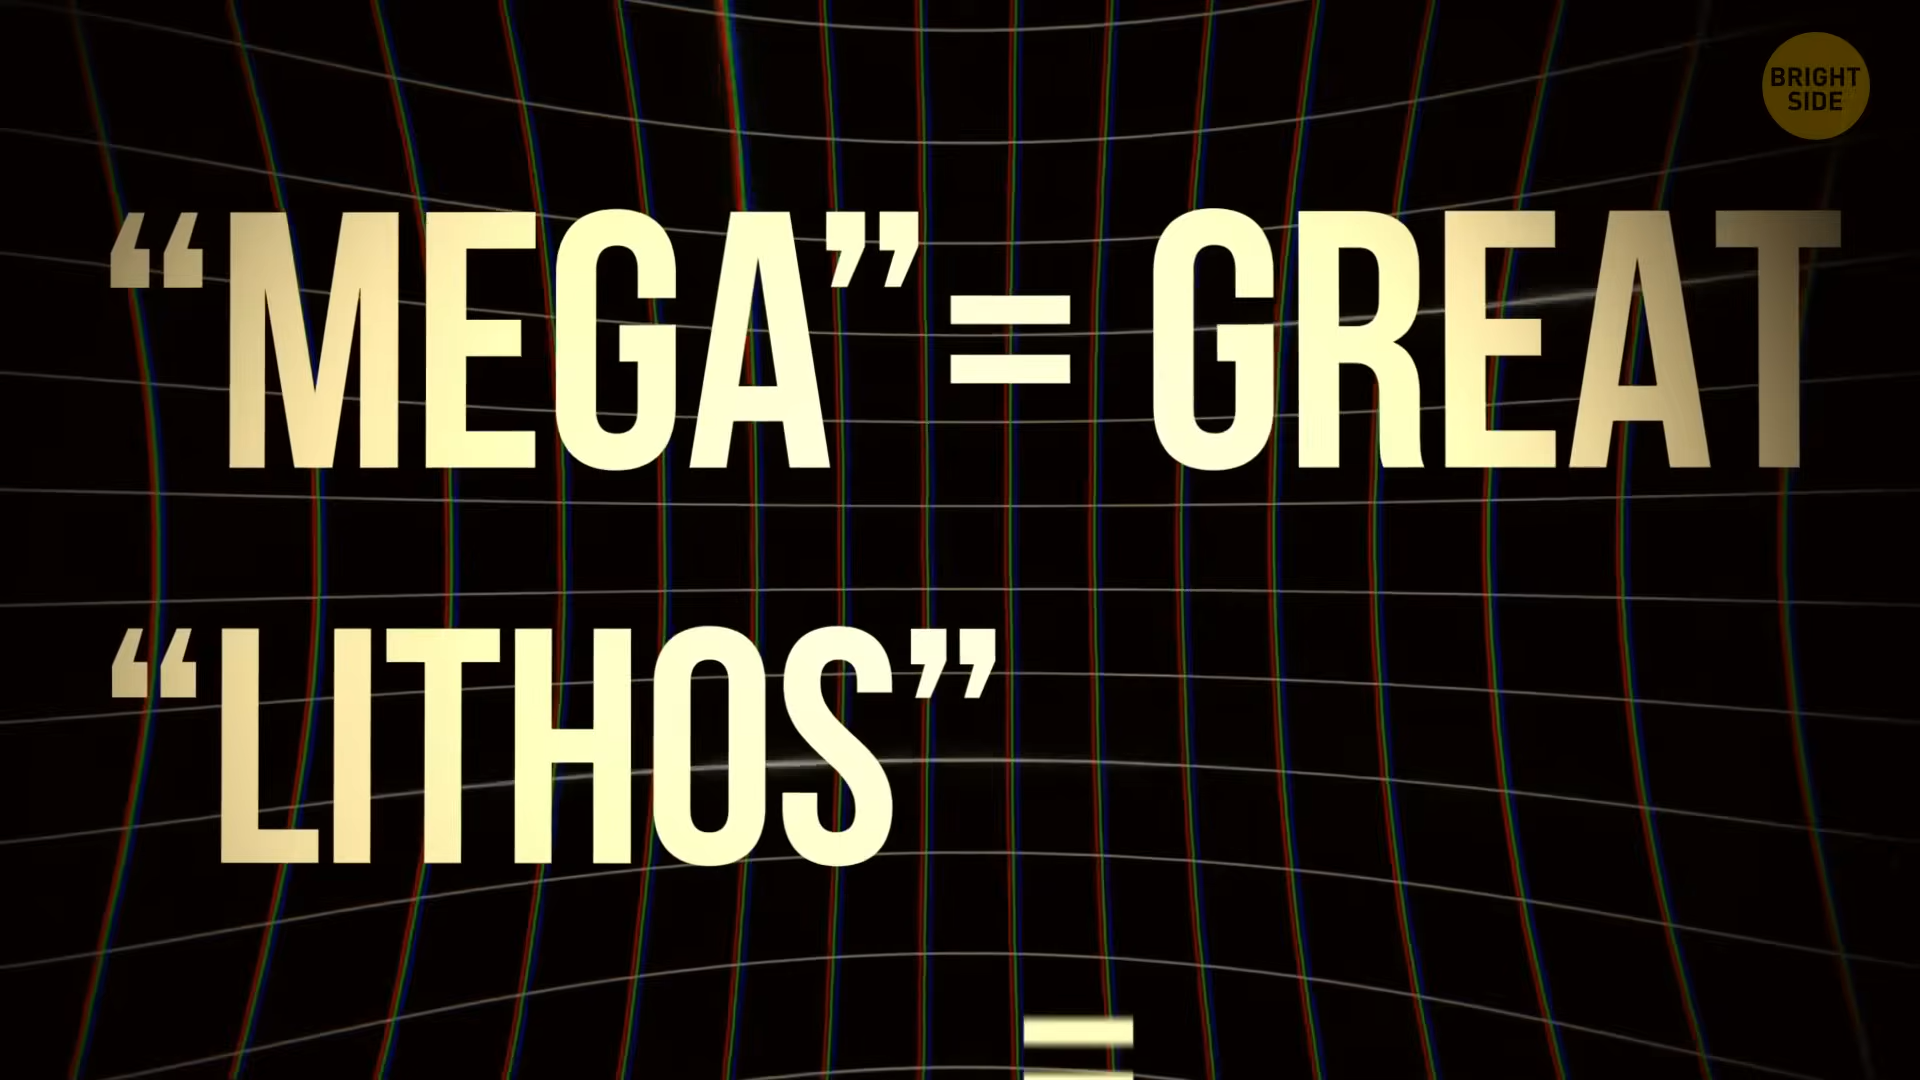 BRIGHT
SIDE
“MEGA” = GREAT
“LITHOS”
=